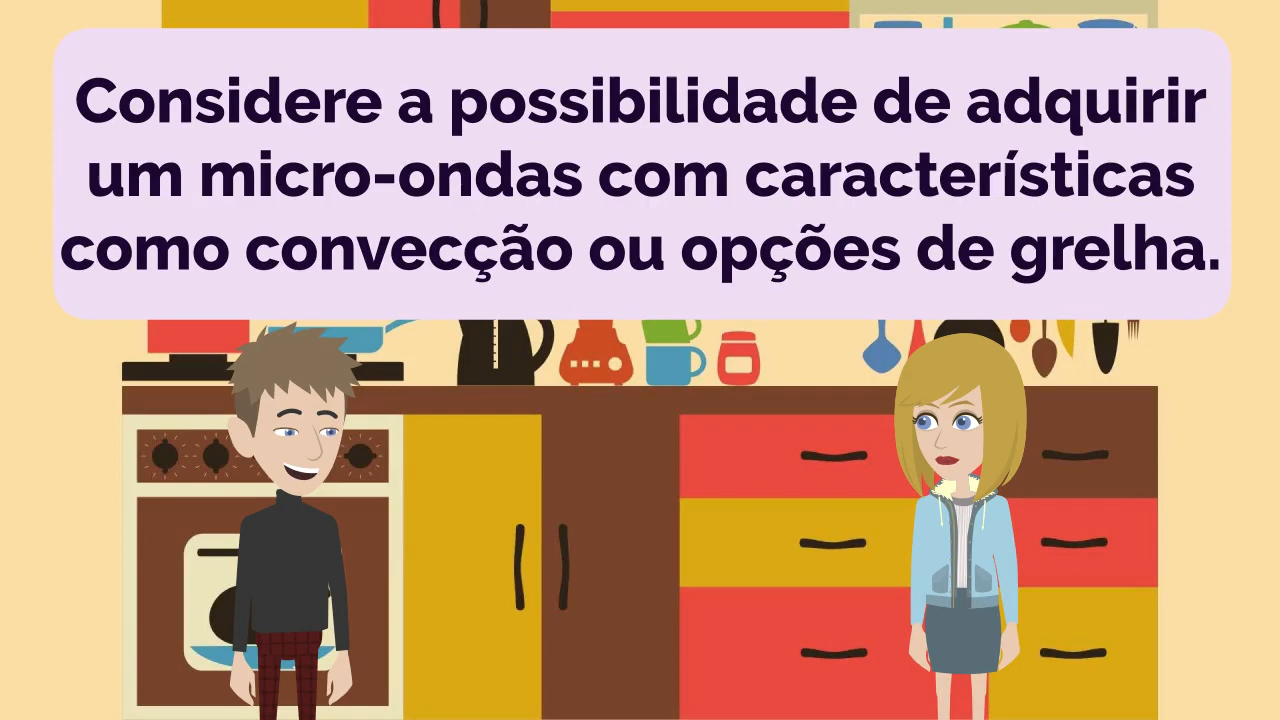 Considere a possibilidade de adquirir
um micro-ondas com características
como convecção ou opções de grelha.